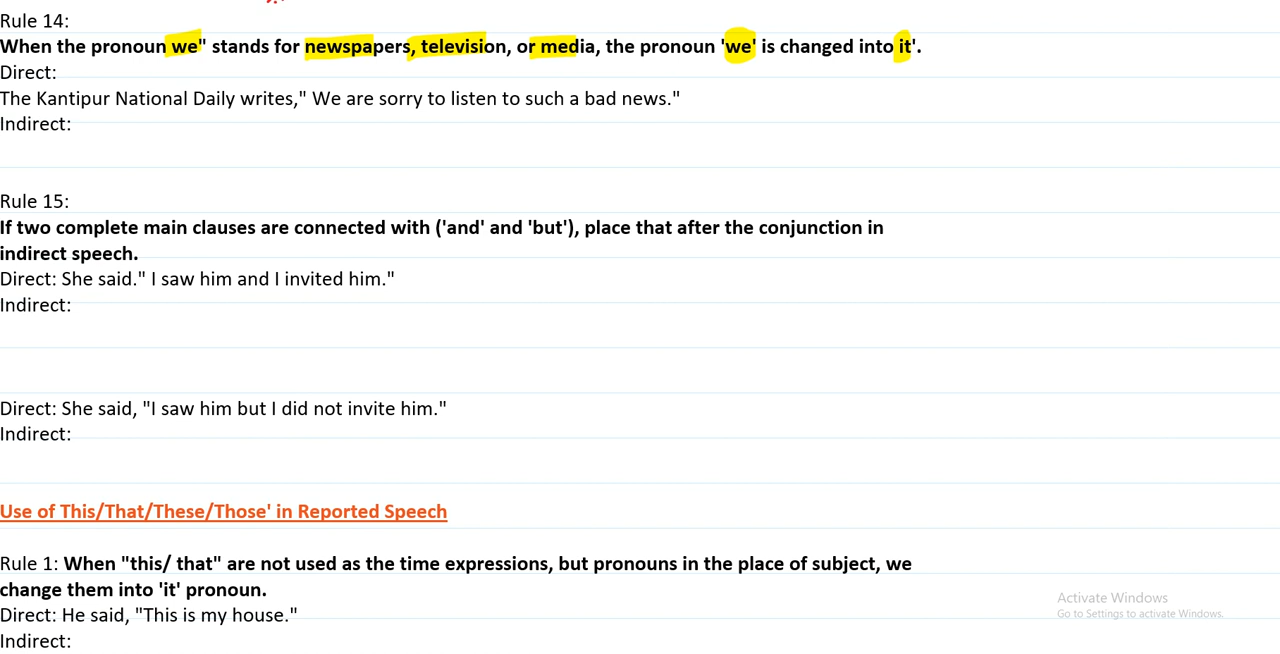 Rule 14:
When the pronoun we" stands for newspapers, television, or media, the pronoun 'we' is changed into it'.
Direct:
The Kantipur National Daily writes," We are sorry to listen to such a bad news."
Indirect:
Rule 15:
If two complete main clauses are connected with ('and' and 'but'), place that after the conjunction in
indirect speech.
Direct: She said." I saw him and I invited him."
Indirect:
Direct: She said, "I saw him but I did not invite him."
Indirect:
Use of This/That/These/Those' in Reported Speech
Rule 1: When "this/ that" are not used as the time expressions, but pronouns in the place of subject, we
change them into 'it' pronoun.
Activate Windows
Direct: He said, "This is my house."
Go to Settings to activate Windows.
Indirect: